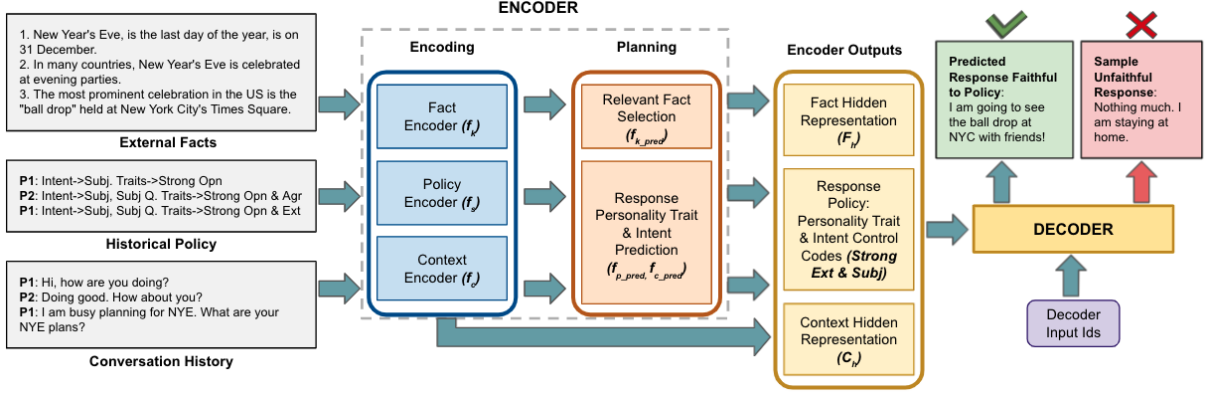 ENCODER
1. New Year's Eve, is the last day of the year, is on
31 December.
2. In many countries, New Year's Eve is celebrated
at evening parties.
3. The most prominent celebration in the US is the
"ball drop" held at New York City's Times Square.
External Facts
P1: Intent->Subj. Traits->Strong Opn
P2: Intent->Subj, Subj Q. Traits->Strong Opn & Agr
P1: Intent->Subj, Subj Q. Traits->Strong Opn & Ext
Historical Policy
P1: Hi, how are you doing?
P2: Doing good. How about you?
P1: I am busy planning for NYE. What are your
NYE plans?
Conversation History
Encoding
Fact
Encoder (f_k)
Policy
Encoder (f_s)
Context
Encoder (f_c)
Planning
Relevant Fact
Selection
(f_k_pred)
Response
Personality Trait
& Intent
Prediction
(f_p_pred, f_c_pred)
Encoder Outputs
Fact Hidden
Representation
(F_h)
Response
Policy:
Personality Trait
& Intent Control
Codes (Strong
Ext & Subj)
Context Hidden
Representation
(C_h)
Predicted
Response Faithful
to Policy:
I am going to see
the ball drop at
NYC with friends!
Sample
Unfaithful
Response:
Nothing much. I
am staying at
home.
DECODER
Decoder
Input Ids